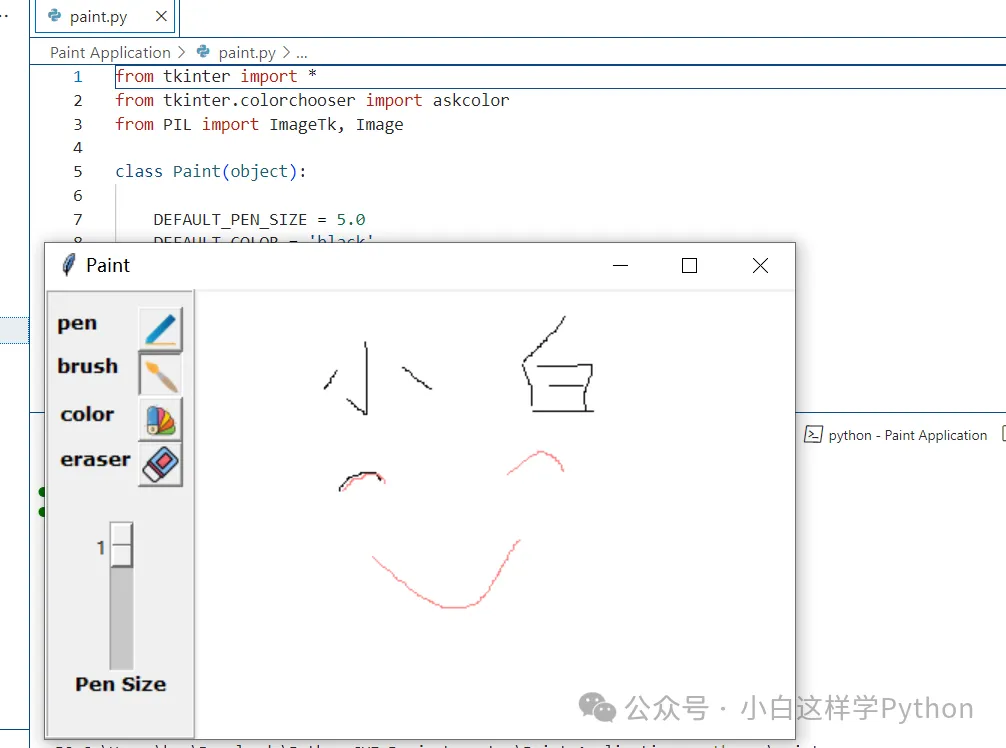 paint.py
Paint Application > paint.py > ...
1 from tkinter import *
2 from tkinter.colorchooser import askcolor
3 from PIL import ImageTk, Image
4
5 class Paint(object):
6
7 DEFAULT_PEN_SIZE = 5.0
8 DEFAULT_COLOR = 'black'
Paint
pen
brush
color
eraser
1
Pen Size
小白
python - Paint Application
公众号 · 小白这样学Python